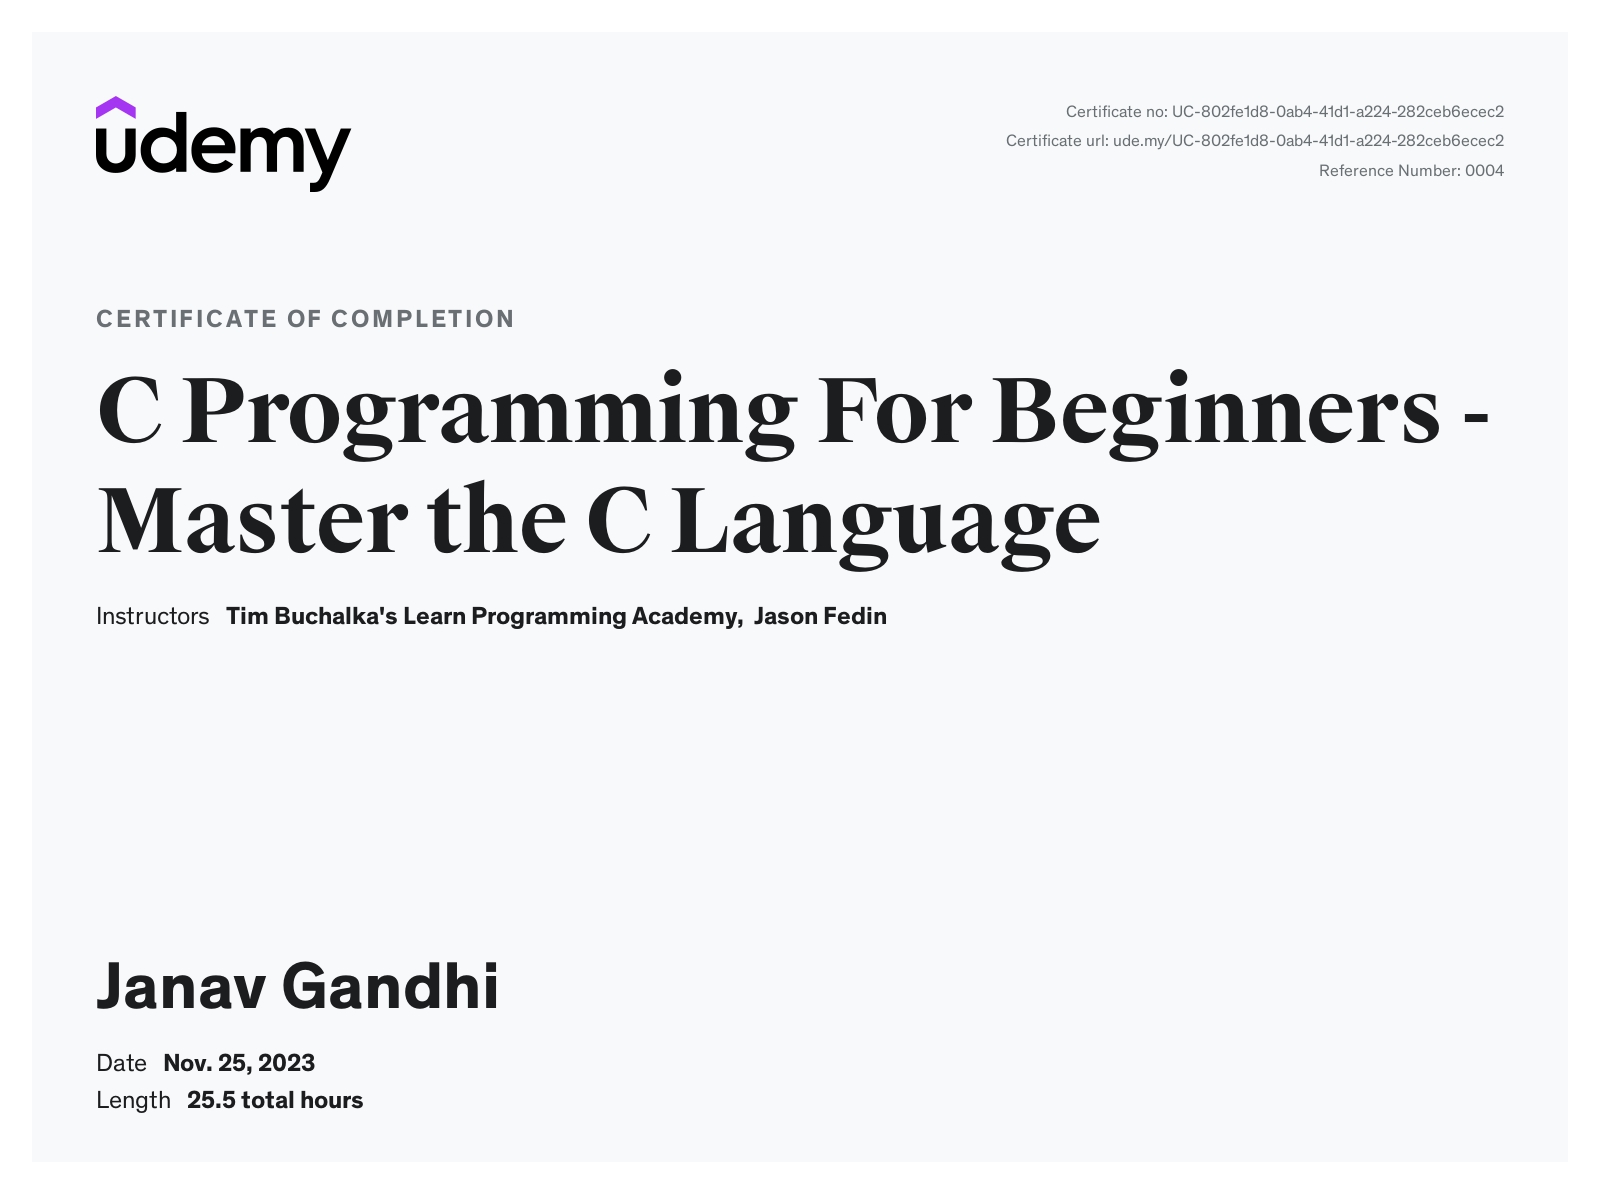 udemy
Certificate no: UC-802fe1d8-0ab4-41d1-a224-282ceb6ecec2
Certificate url: ude.my/UC-802fe1d8-0ab4-41d1-a224-282ceb6ecec2
Reference Number: 0004
CERTIFICATE OF COMPLETION
C Programming For Beginners -
Master the C Language
Instructors Tim Buchalka's Learn Programming Academy, Jason Fedin
Janav Gandhi
Date Nov. 25, 2023
Length 25.5 total hours